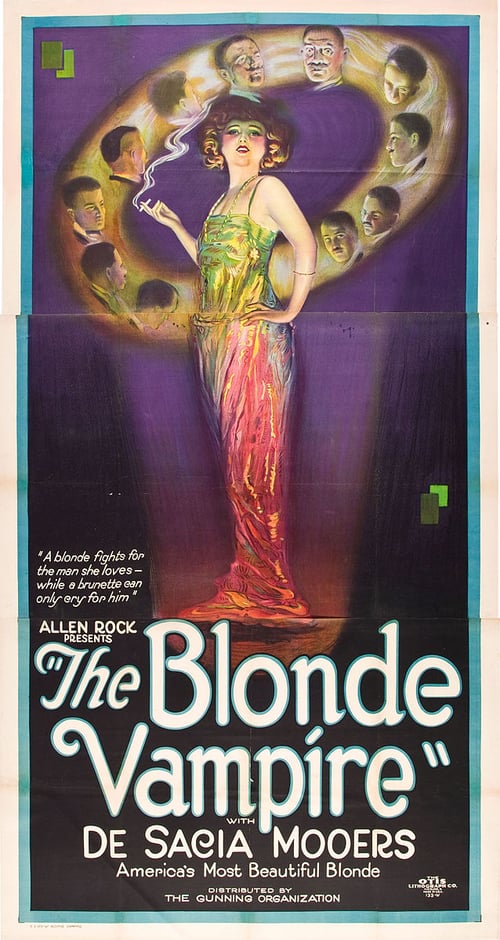 "A blonde fights for
the man she loves—
while a brunette can
only cry for him"
ALLEN ROCK
PRESENTS
"The Blonde
Vampire"
WITH
DE SACIA MOOERS
America's Most Beautiful Blonde
DISTRIBUTED BY
THE GUNNING ORGANIZATION
THE
OTIS
LITHOGRAPH CO.